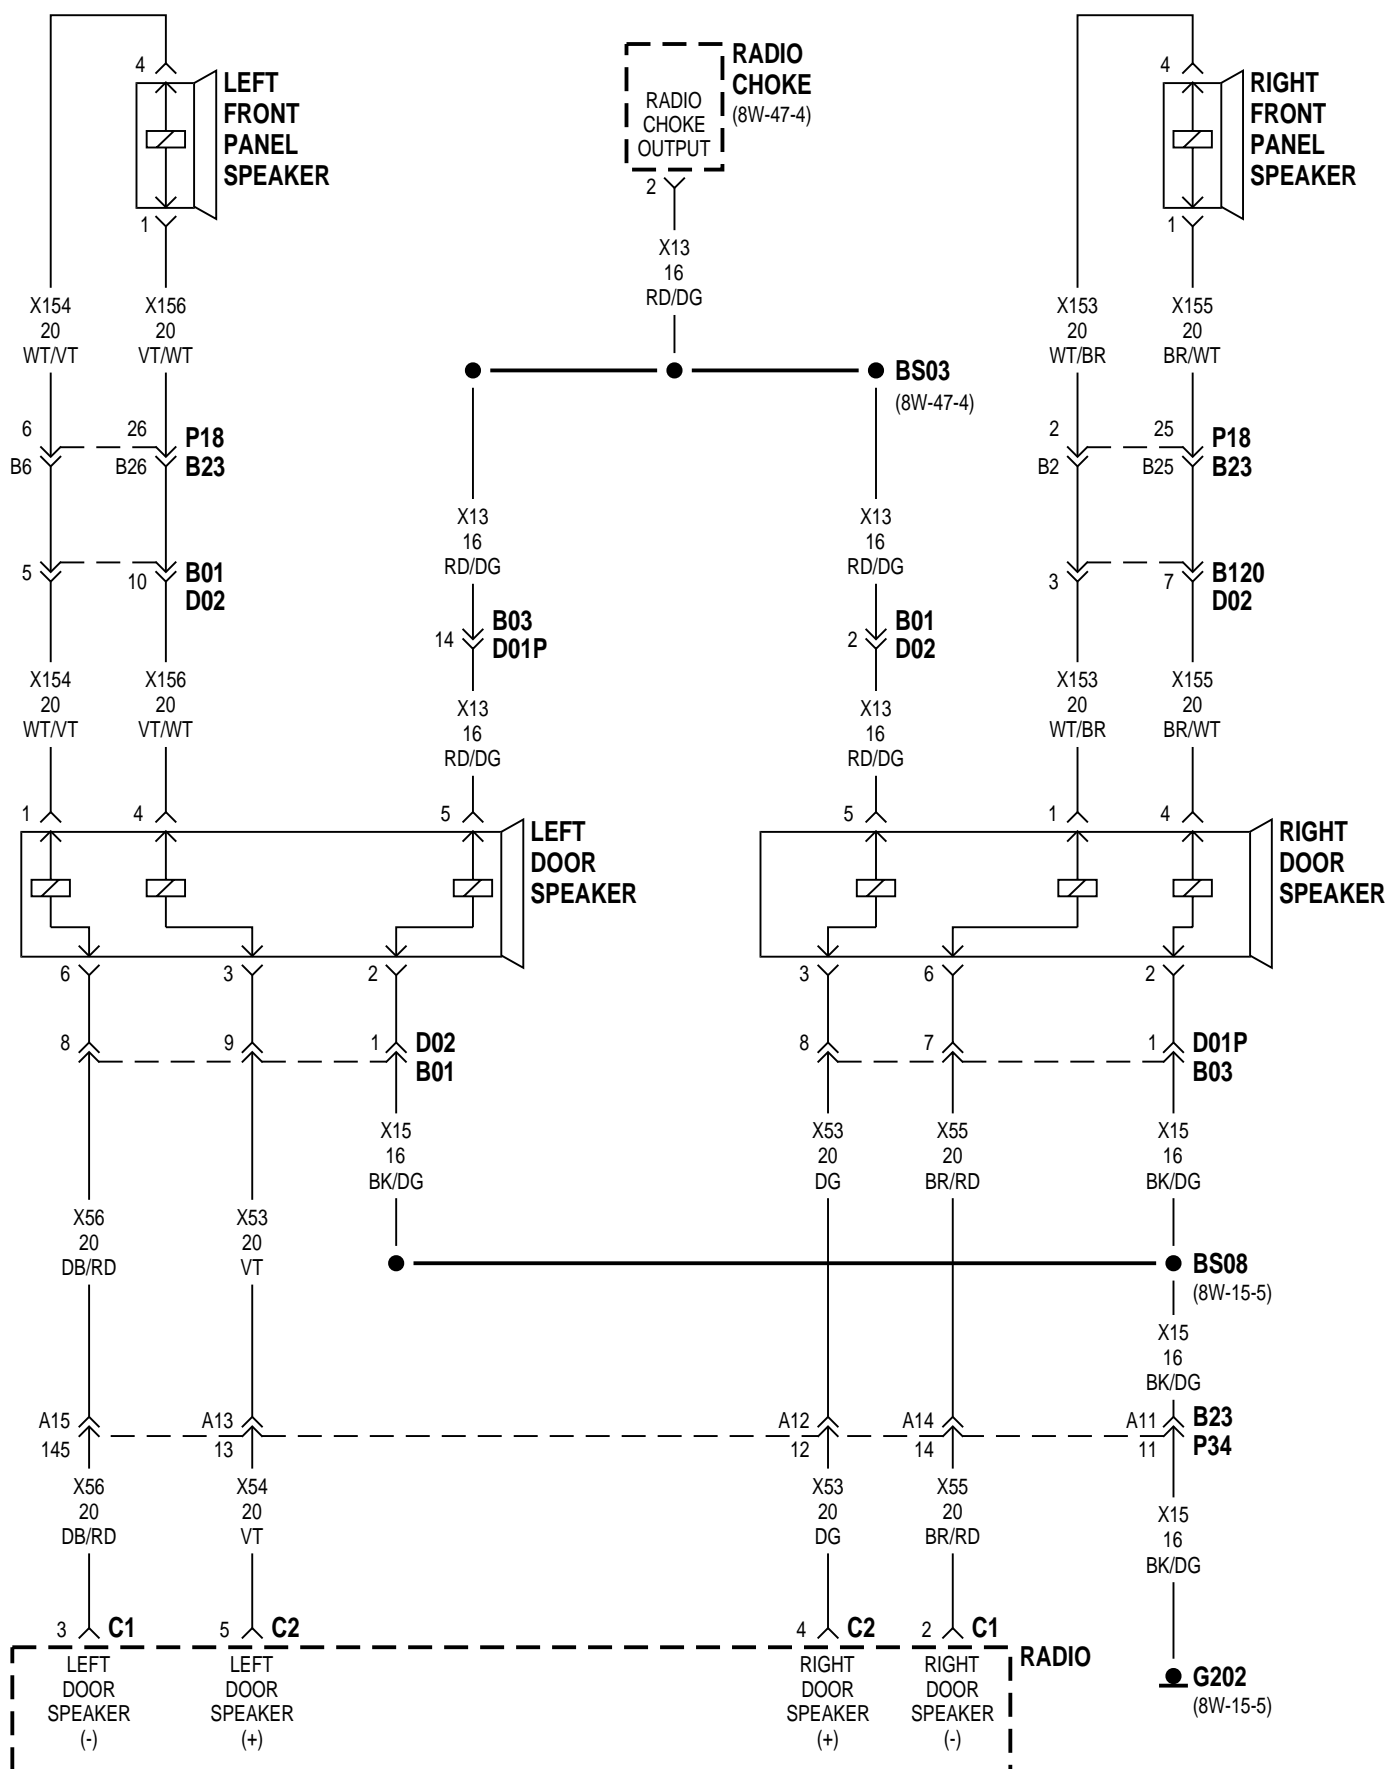 4
LEFT
FRONT
PANEL
SPEAKER
1
RADIO
CHOKE
OUTPUT
RADIO
CHOKE
(8W-47-4)
2
4
RIGHT
FRONT
PANEL
SPEAKER
1
X13
16
RD/DG
X154
20
WT/VT
X156
20
VT/WT
X153
20
WT/BR
X155
20
BR/WT
BS03
(8W-47-4)
6
26
P18
B6
B26
B23
2
25
P18
B2
B25
B23
X13
16
RD/DG
X13
16
RD/DG
5
10
B01
D02
3
7
B120
D02
14
B03
D01P
2
B01
D02
X154
20
WT/VT
X156
20
VT/WT
X13
16
RD/DG
X13
16
RD/DG
X153
20
WT/BR
X155
20
BR/WT
1
4
5
LEFT
DOOR
SPEAKER
5
1
4
RIGHT
DOOR
SPEAKER
6
3
2
3
6
2
8
9
1
D02
B01
8
7
1
D01P
B03
X15
16
BK/DG
X53
20
DG
X55
20
BR/RD
X15
16
BK/DG
X56
20
DB/RD
X53
20
VT
BS08
(8W-15-5)
X15
16
BK/DG
A15
145
A13
13
A12
12
A14
14
A11
11
B23
P34
X56
20
DB/RD
X54
20
VT
X53
20
DG
X55
20
BR/RD
X15
16
BK/DG
3
C1
5
C2
4
C2
2
C1
RADIO
LEFT
DOOR
SPEAKER
(-)
LEFT
DOOR
SPEAKER
(+)
RIGHT
DOOR
SPEAKER
(+)
RIGHT
DOOR
SPEAKER
(-)
G202
(8W-15-5)